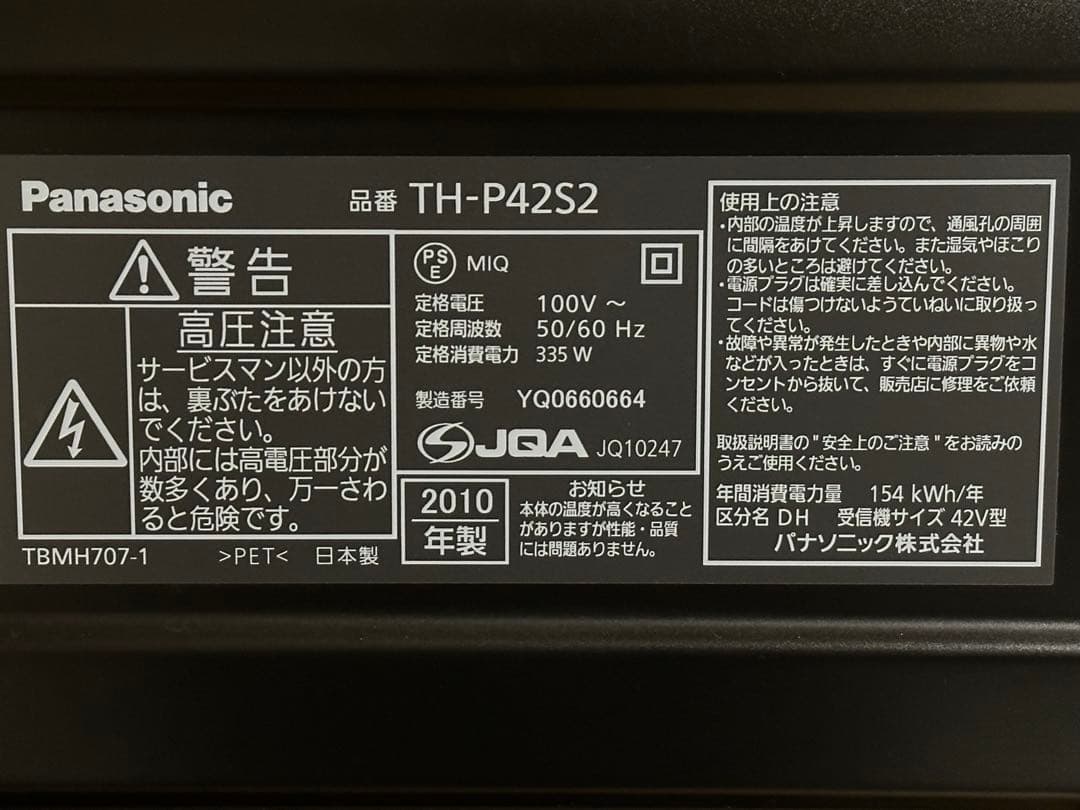 Panasonic
品番 TH-P42S2
警告
高圧注意
サービスマン以外の方
は、裏ぶたをあけない
でください。
内部には高電圧部分が
数多くあり、万一さわ
ると危険です。
TBMH707-1 >PET< 日本製
PS
E
MIQ
定格電圧 100V ～
定格周波数 50/60 Hz
定格消費電力 335 W
製造番号 YQ0660664
JQA JQ10247
2010
年製
お知らせ
本体の温度が高くなること
がありますが性能・品質
には問題ありません。
使用上の注意
・内部の温度が上昇しますので、通風孔の周囲
に間隔をあけてください。また湿気やほこり
の多いところは避けてください。
・電源プラグは確実に差し込んでください。
コードは傷つけないようていねいに取り扱っ
てください。
・故障や異常が発生したときや内部に異物や水
などが入ったときは、すぐに電源プラグをコ
ンセントから抜いて、販売店に修理をご依頼
ください。
取扱説明書の"安全上のご注意"をお読みの
うえご使用ください。
年間消費電力量 154 kWh/年
区分名 DH 受信機サイズ 42V型
パナソニック株式会社